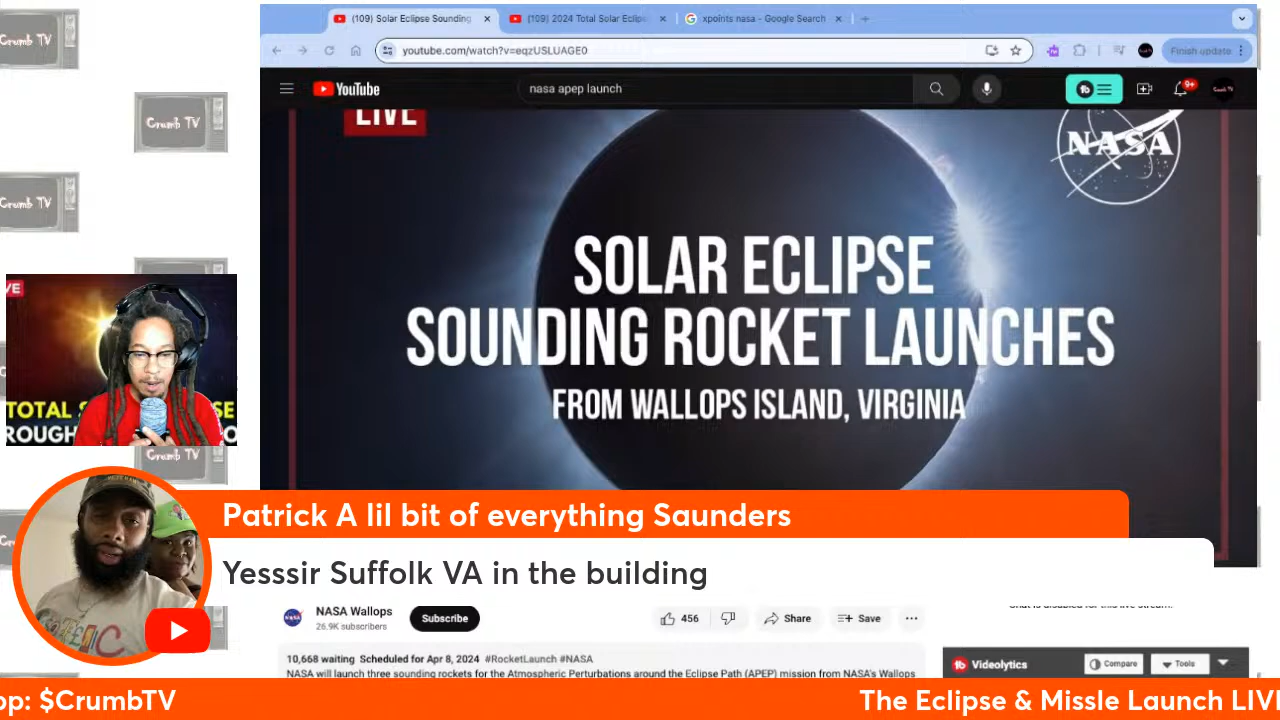 Crumb TV
Crumb TV
Crumb TV
Crumb TV
(109) Solar Eclipse Sounding
(109) 2024 Total Solar Eclips
xpoints nasa - Google Search
youtube.com/watch?v=eqzUSLUAGE0
Finish update
YouTube
nasa apep launch
9+
LIVE
NASA
SOLAR ECLIPSE
SOUNDING ROCKET LAUNCHES
FROM WALLOPS ISLAND, VIRGINIA
VE
TOTAL S SE
ROUGH O
Patrick A lil bit of everything Saunders
Yesssir Suffolk VA in the building
NASA Wallops
26.9K subscribers
Subscribe
456
Share
Save
Chat is disabled for this live stream.
10,668 waiting Scheduled for Apr 8, 2024 #RocketLaunch #NASA
NASA will launch three sounding rockets for the Atmospheric Perturbations around the Eclipse Path (APEP) mission from NASA's Wallops
Videolytics
Compare
Tools
pp: $CrumbTV
The Eclipse & Missle Launch LIVE